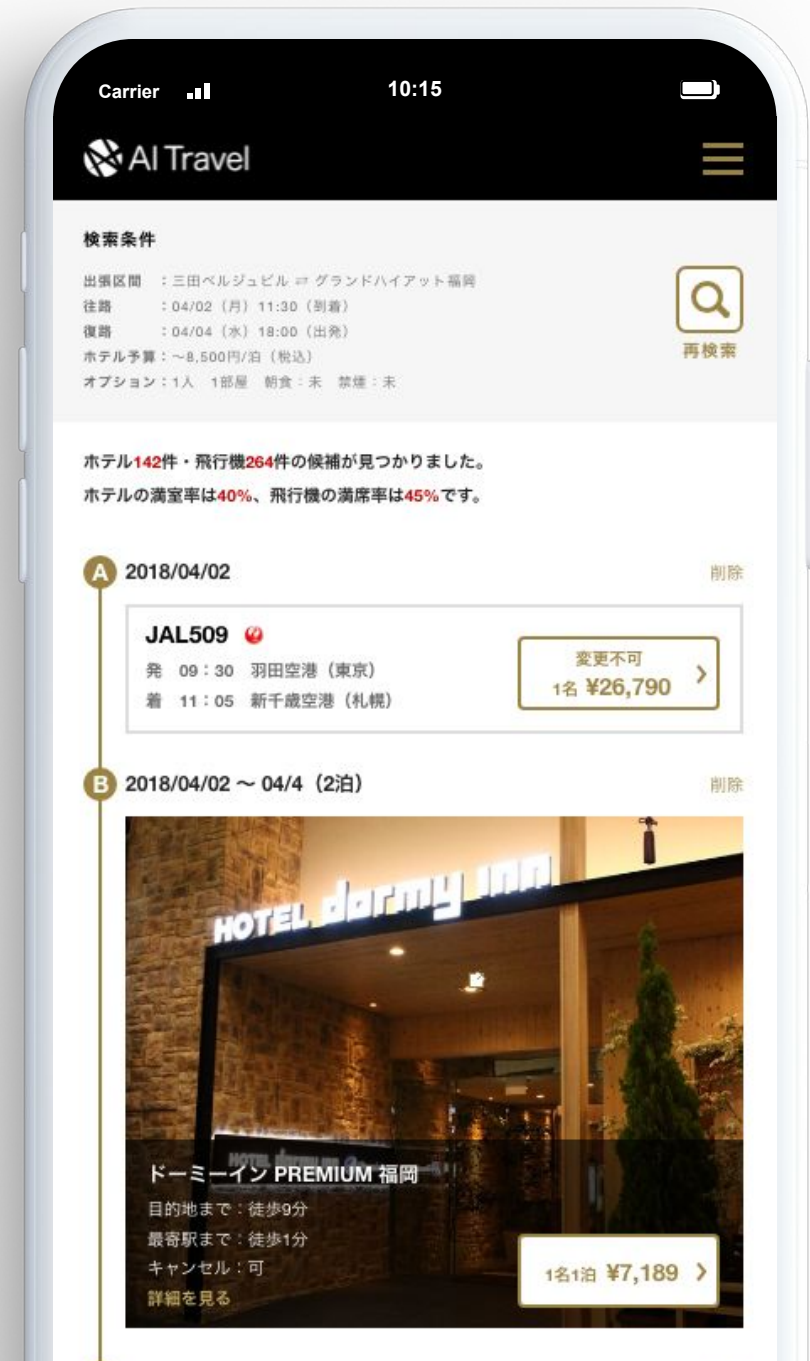 Carrier 10:15
AI Travel
検索条件
出張区間 ：三田ベルジュビル ⇄ グランドハイアット福岡
往路 ：04/02（月）11:30（到着）
復路 ：04/04（水）18:00（出発）
ホテル予算：～8,500円/泊（税込）
オプション：1人 1部屋 朝食：未 禁煙：未
再検索
ホテル142件・飛行機264件の候補が見つかりました。
ホテルの満室率は40%、飛行機の満席率は45%です。
A 2018/04/02 削除
JAL509
発 09：30 羽田空港（東京）
着 11：05 新千歳空港（札幌）
変更不可
1名 ¥26,790
B 2018/04/02 ～ 04/4（2泊） 削除
HOTEL dormy inn
ドーミーイン PREMIUM 福岡
目的地まで：徒歩9分
最寄駅まで：徒歩1分
キャンセル：可
詳細を見る
1名1泊 ¥7,189